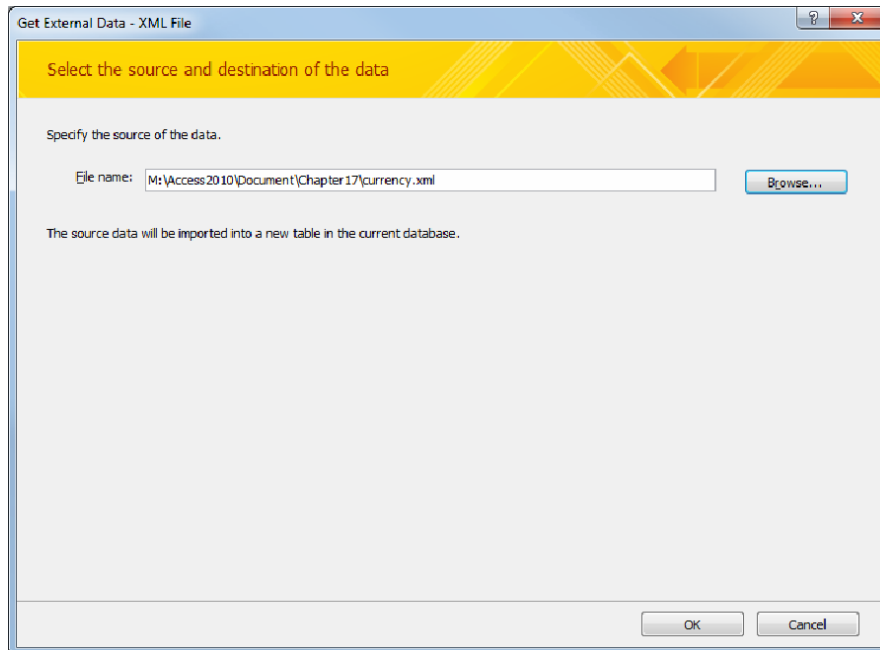 Get External Data - XML File
Select the source and destination of the data
Specify the source of the data.
File name: M:\Access2010\Document\Chapter17\currency.xml Browse...
The source data will be imported into a new table in the current database.
OK Cancel